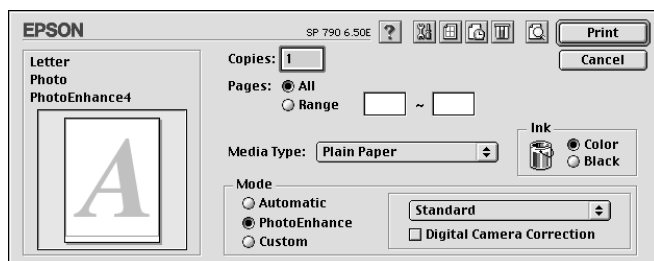 EPSON
SP 790 6.50E
?
Print
Cancel
Letter
Photo
PhotoEnhance4
A
Copies: 1
Pages: All
Range ~
Media Type: Plain Paper
Ink
Color
Black
Mode
Automatic
PhotoEnhance
Custom
Standard
Digital Camera Correction